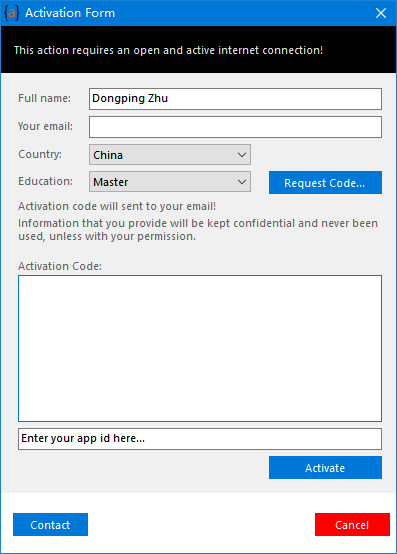 {a}
Activation Form
This action requires an open and active internet connection!
Full name: Dongping Zhu
Your email:
Country: China
Education: Master
Request Code...
Activation code will sent to your email!
Information that you provide will be kept confidential and never been
used, unless with your permission.
Activation Code:
Enter your app id here...
Activate
Contact
Cancel